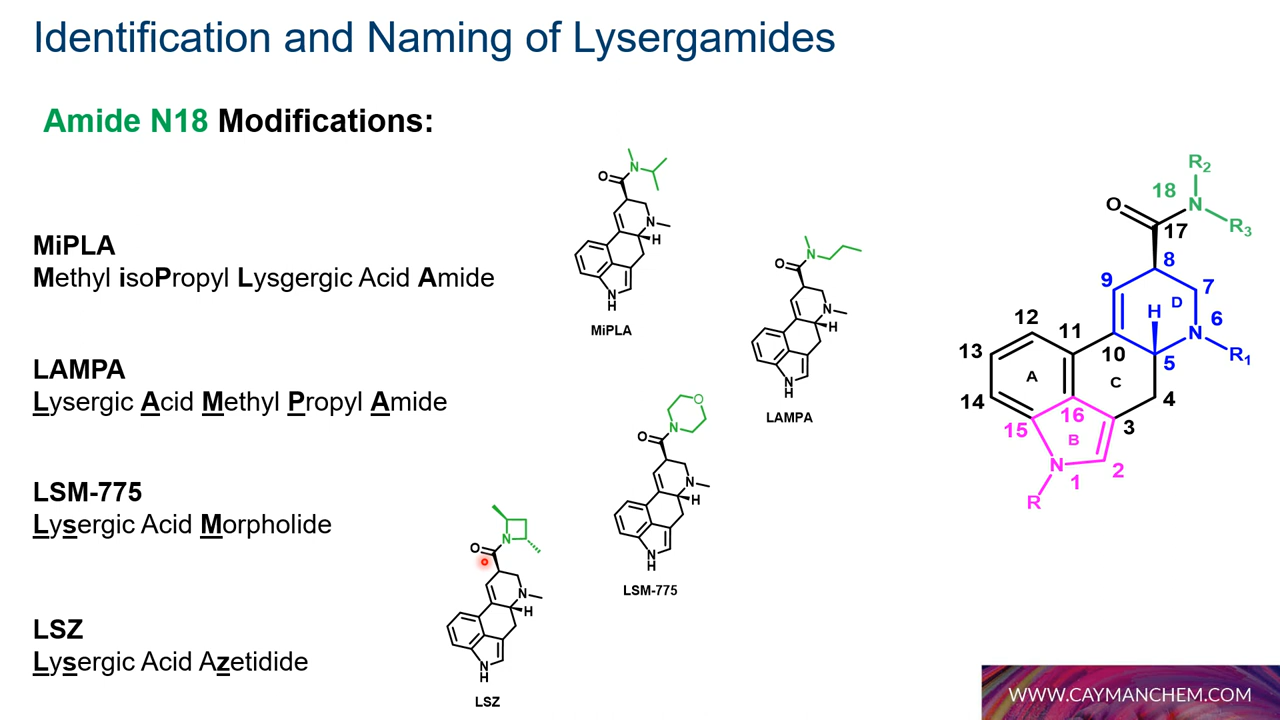 Identification and Naming of Lysergamides
Amide N18 Modifications:
MiPLA
Methyl isoPropyl Lysgergic Acid Amide
LAMPA
Lysergic Acid Methyl Propyl Amide
LSM-775
Lysergic Acid Morpholide
LSZ
Lysergic Acid Azetidide
N
O
N
H
N
H
MiPLA
N
O
N
H
N
H
LAMPA
O
N
O
N
H
N
H
LSM-775
N
O
N
H
N
H
LSZ
R2
18
O
N
R3
17
8
9
7
D
H
6
12
11
N
13
10
5
R1
A
C
14
16
4
15
3
B
N
2
1
R
WWW.CAYMANCHEM.COM